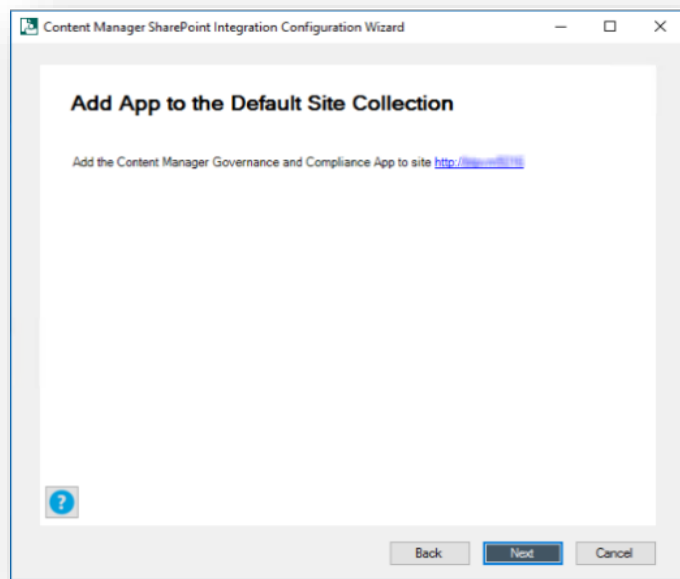 Content Manager SharePoint Integration Configuration Wizard
Add App to the Default Site Collection
Add the Content Manager Governance and Compliance App to site http://
?
Back Next Cancel